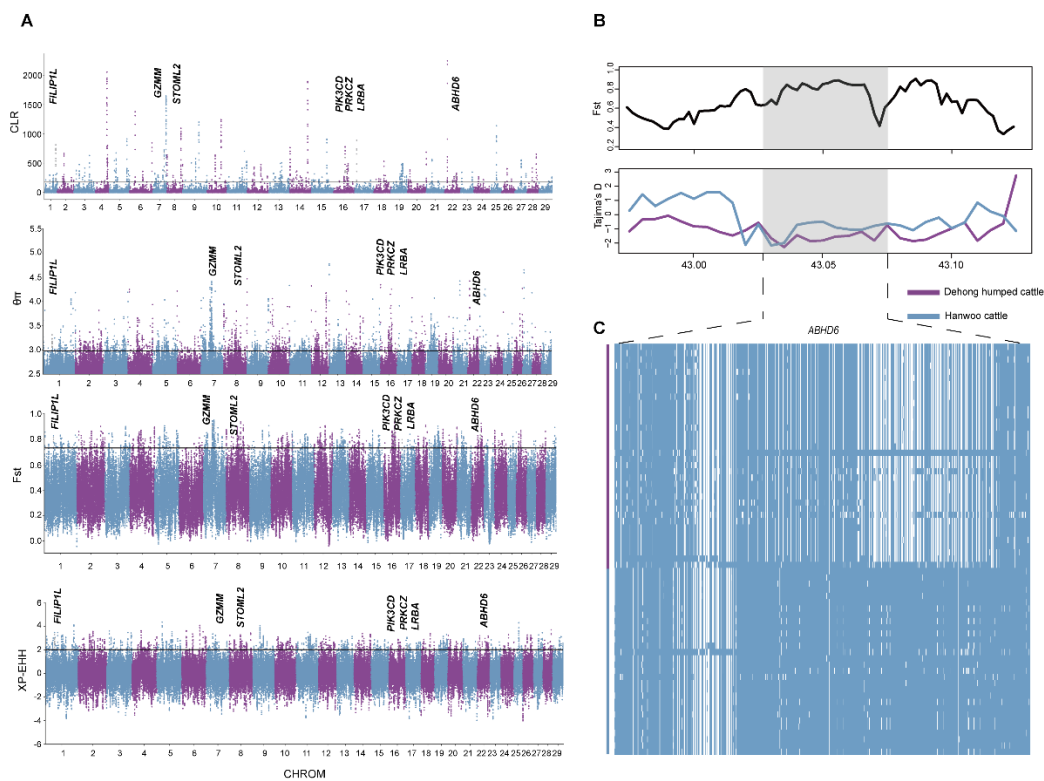 A
FILIP1L
GZMM
STOML2
PIK3CD
PRKCZ
LRBA
ABHD6
CLR
2000
1500
1000
500
0
1 2 3 4 5 6 7 8 9 10 11 12 13 14 15 16 17 18 19 20 21 22 23 24 25 26 27 28 29
FILIP1L
GZMM
STOML2
PIK3CD
PRKCZ
LRBA
ABHD6
θπ
5.0
4.5
4.0
3.5
3.0
2.5
1 2 3 4 5 6 7 8 9 10 11 12 13 14 15 16 17 18 19 20 21 22 23 24 25 26 27 28 29
FILIP1L
GZMM
STOML2
PIK3CD
PRKCZ
LRBA
ABHD6
Fst
1.0
0.8
0.6
0.4
0.2
0.0
1 2 3 4 5 6 7 8 9 10 11 12 13 14 15 16 17 18 19 20 21 22 23 24 25 26 27 28 29
FILIP1L
GZMM
STOML2
PIK3CD
PRKCZ
LRBA
ABHD6
XP-EHH
6
4
2
0
-2
-4
-6
1 2 3 4 5 6 7 8 9 10 11 12 13 14 15 16 17 18 19 20 21 22 23 24 25 26 27 28 29
CHROM
B
Fst
1.0
0.8
0.6
0.4
0.2
Tajima's D
3
2
1
0
−1
−2
43.00 43.05 43.10
Dehong humped cattle
Hanwoo cattle
C
ABHD6